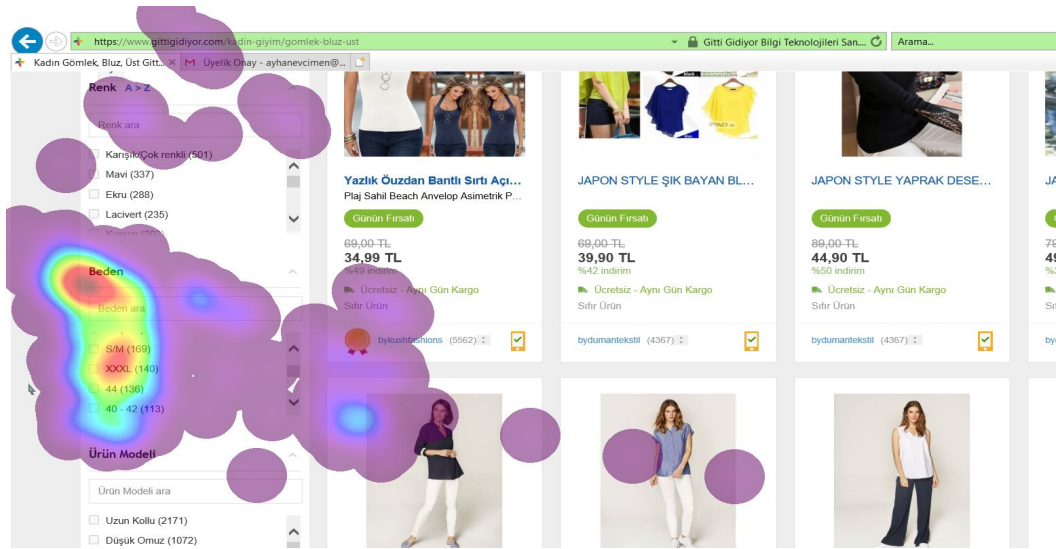 https://www.gittigidiyor.com/kadin-giyim/gomlek-bluz-ust
Gitti Gidiyor Bilgi Teknolojileri San...
Arama...
Kadın Gömlek, Bluz, Üst Gitt...
Üyelik Onay - ayhanevcimen@...
Renk A > Z
Renk ara
Karışık/Çok renkli (501)
Mavi (337)
Ekru (288)
Lacivert (235)
Beden
Beden ara
S/M (169)
XXXL (140)
44 (136)
40 - 42 (113)
Ürün Modeli
Ürün Modeli ara
Uzun Kollu (2171)
Düşük Omuz (1072)
Yazlık Öuzdan Bantlı Sırtı Açı...
Plaj Sahil Beach Anvelop Asimetrik P...
Günün Fırsatı
69,00 TL
34,99 TL
%49 indirim
Ücretsiz - Aynı Gün Kargo
Sıfır Ürün
bykushfashions (5562)
JAPON STYLE ŞIK BAYAN BL...
Günün Fırsatı
69,00 TL
39,90 TL
%42 indirim
Ücretsiz - Aynı Gün Kargo
Sıfır Ürün
bydumantekstil (4367)
JAPON STYLE YAPRAK DESE...
Günün Fırsatı
89,00 TL
44,90 TL
%50 indirim
Ücretsiz - Aynı Gün Kargo
Sıfır Ürün
bydumantekstil (4367)